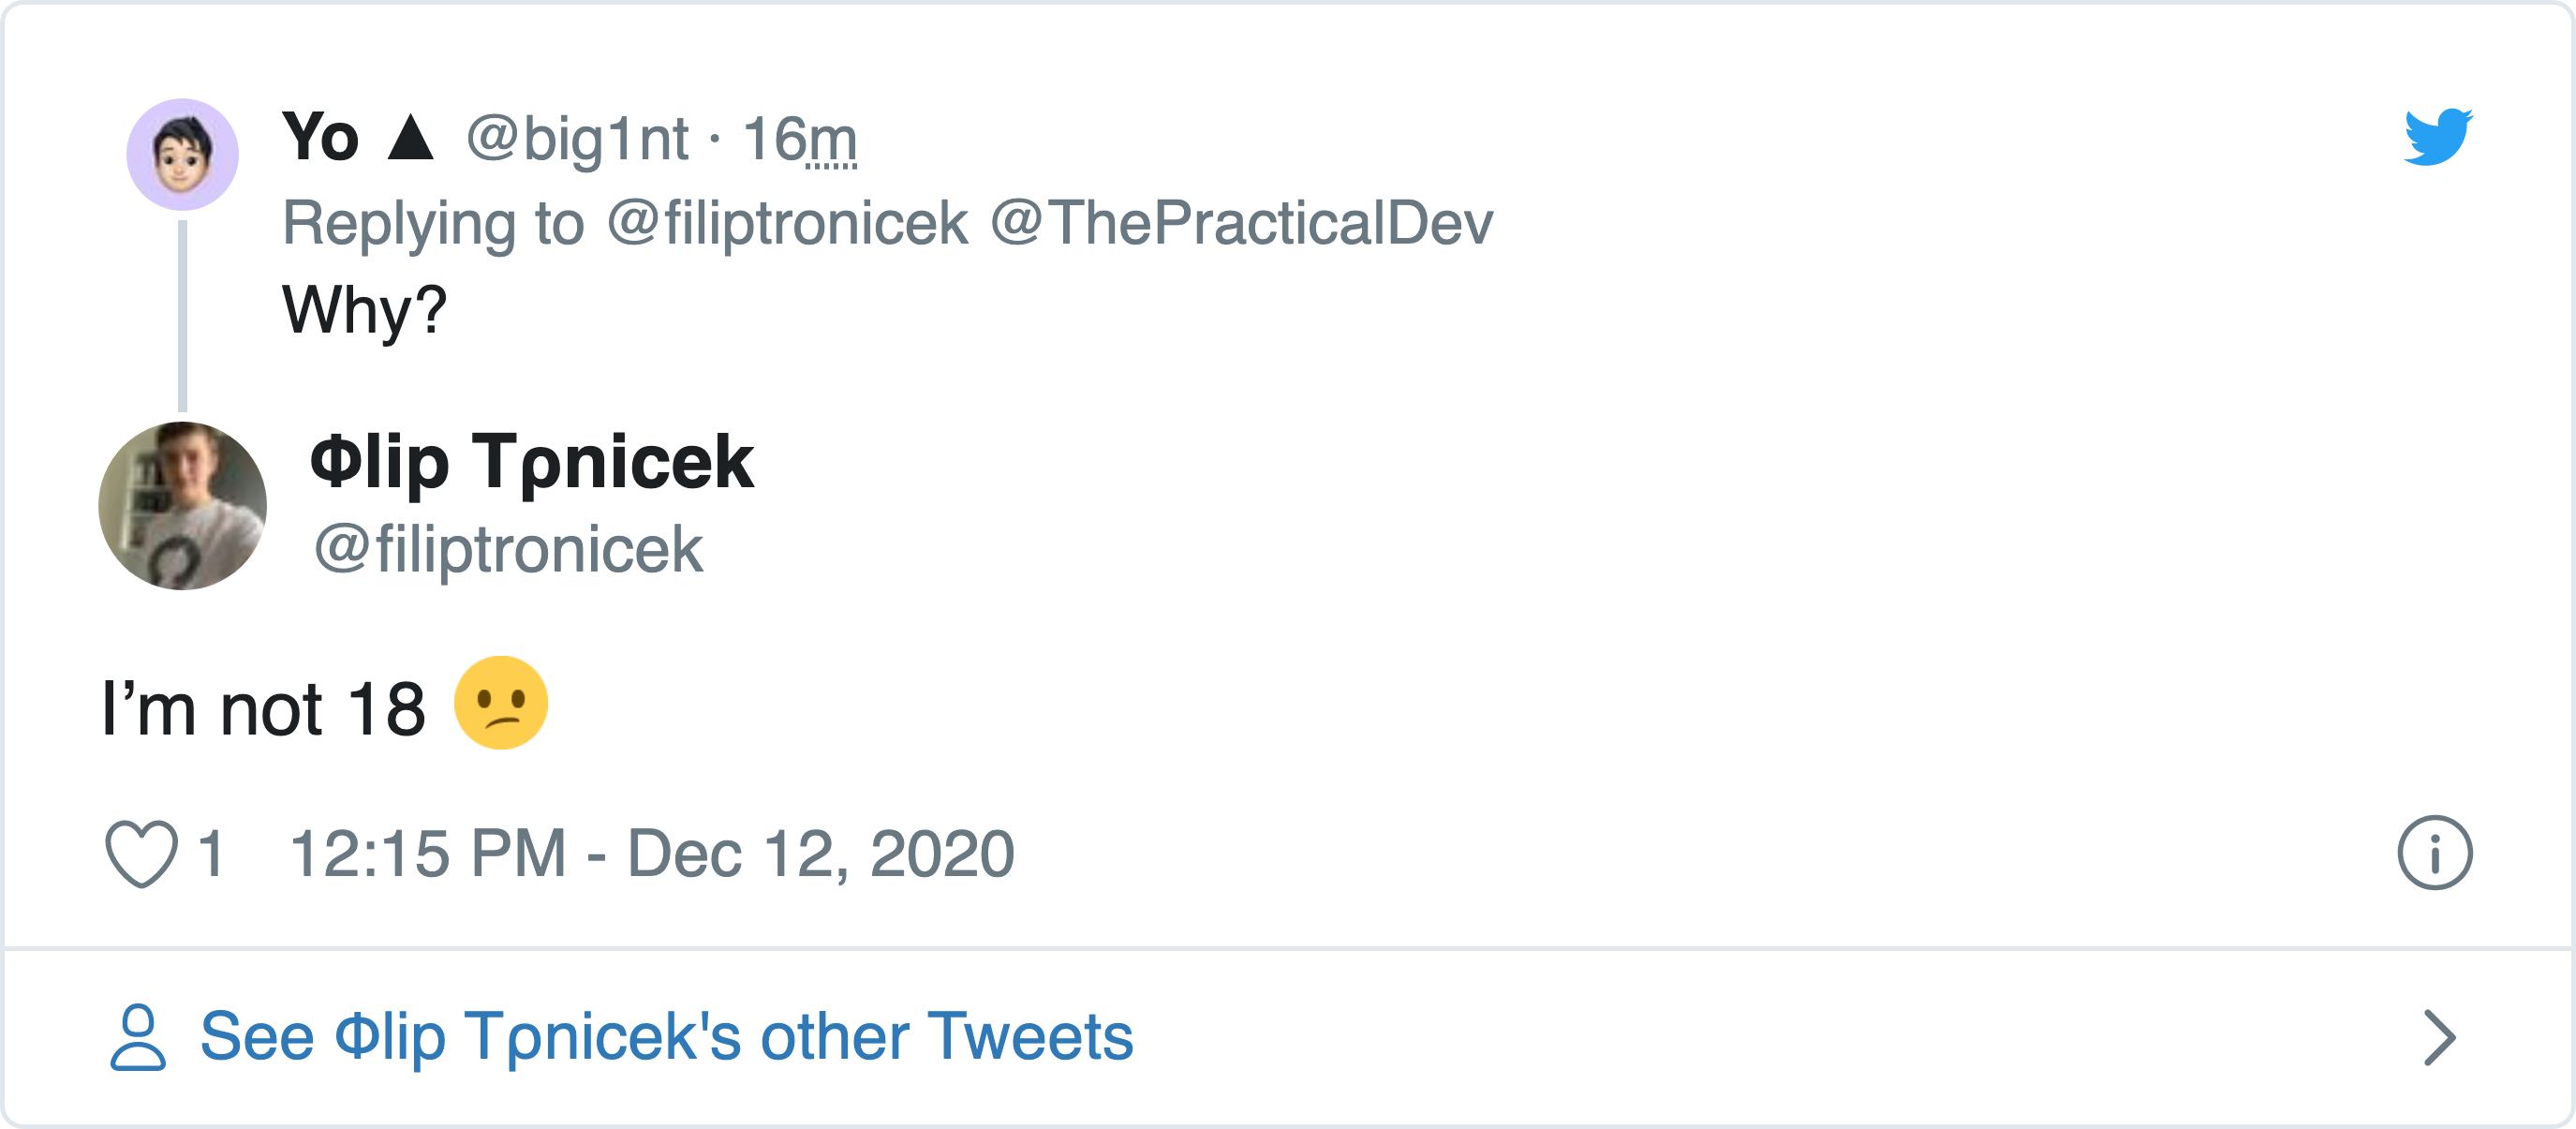 Yo ▲ @big1nt · 16m
Replying to @filiptronicek @ThePracticalDev
Why?
Φlip Tρnicek
@filiptronicek
I’m not 18 😕
1 12:15 PM - Dec 12, 2020
See Φlip Tρnicek's other Tweets